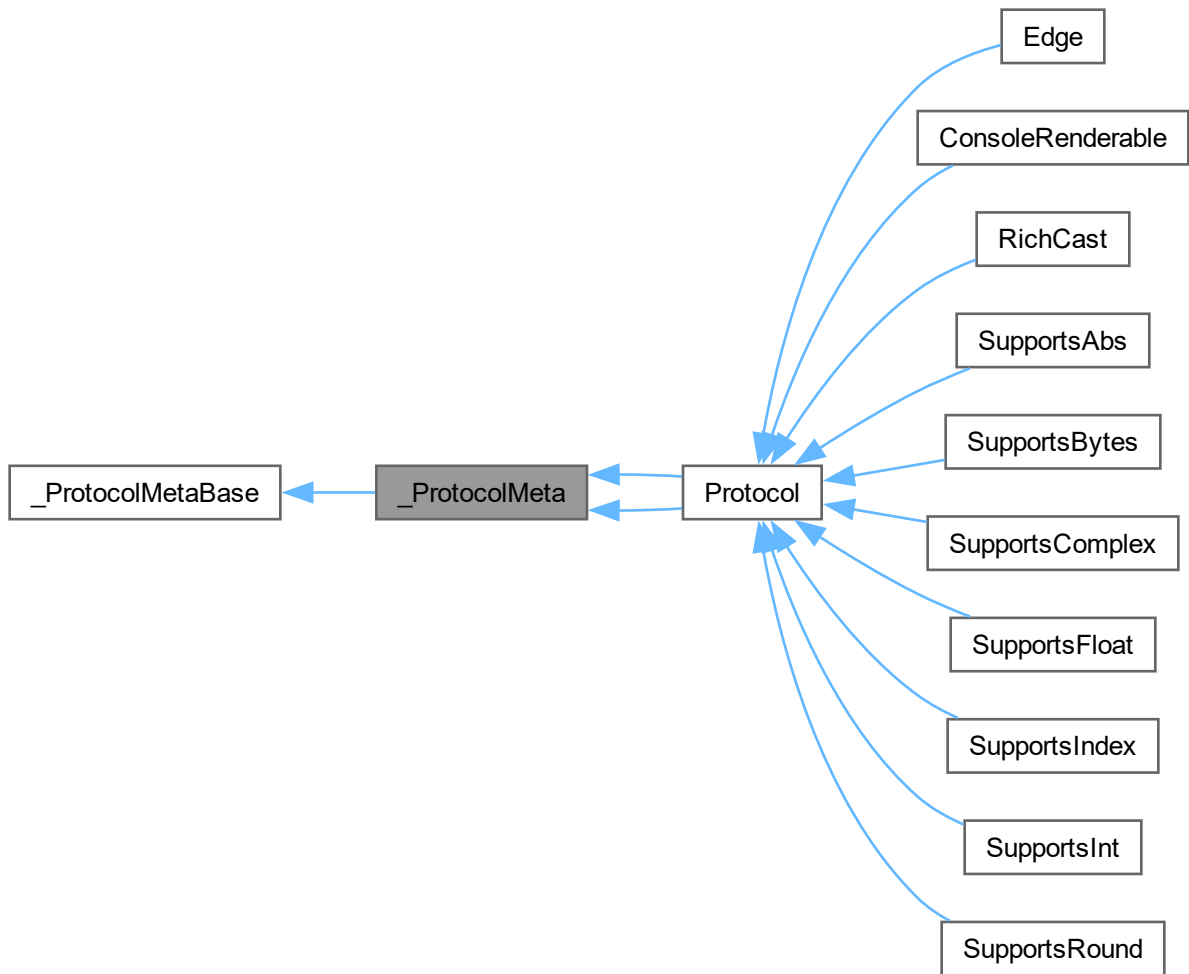 Edge
ConsoleRenderable
RichCast
SupportsAbs
SupportsBytes
_ProtocolMetaBase
_ProtocolMeta
Protocol
SupportsComplex
SupportsFloat
SupportsIndex
SupportsInt
SupportsRound